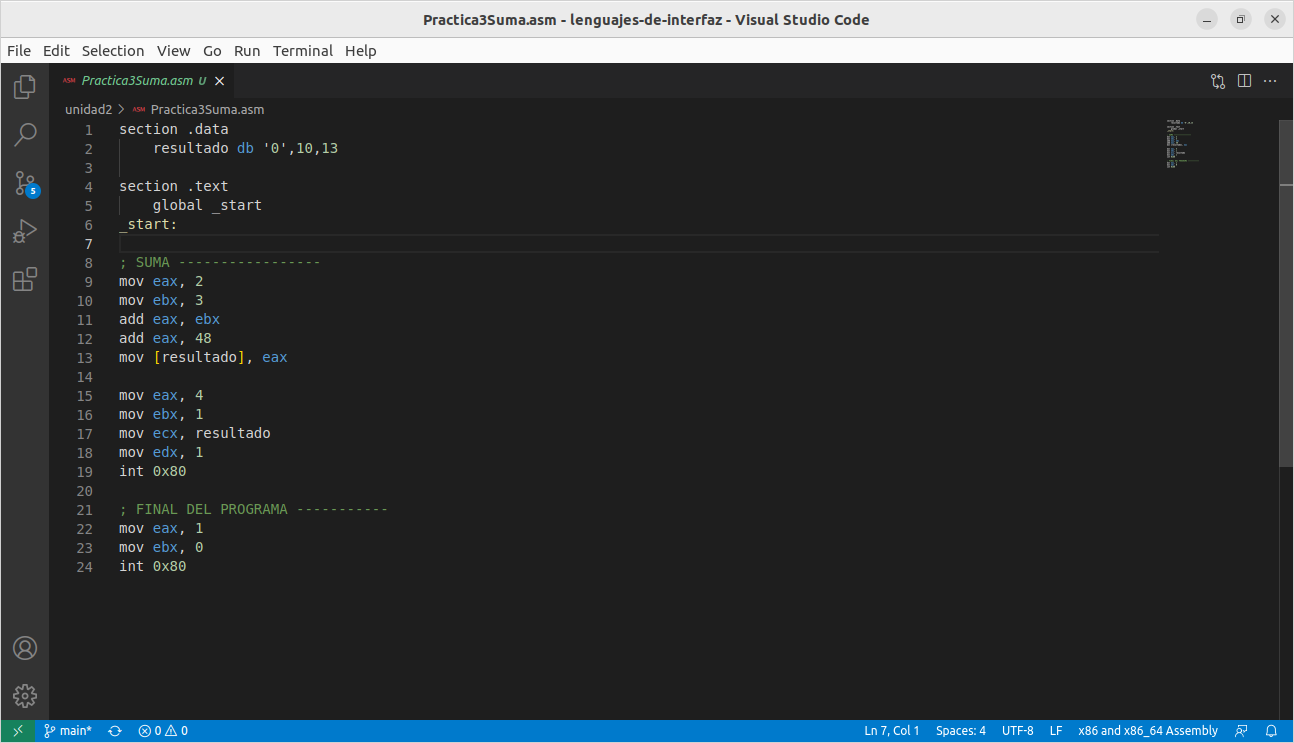 Practica3Suma.asm - lenguajes-de-interfaz - Visual Studio Code
File Edit Selection View Go Run Terminal Help
ASM Practica3Suma.asm U
unidad2 > ASM Practica3Suma.asm
1 section .data
2     resultado db '0',10,13
3
4 section .text
5     global _start
6 _start:
7
8 ; SUMA -----------------
9 mov eax, 2
10 mov ebx, 3
11 add eax, ebx
12 add eax, 48
13 mov [resultado], eax
14
15 mov eax, 4
16 mov ebx, 1
17 mov ecx, resultado
18 mov edx, 1
19 int 0x80
20
21 ; FINAL DEL PROGRAMA -----------
22 mov eax, 1
23 mov ebx, 0
24 int 0x80
5
main* 0 0 Ln 7, Col 1 Spaces: 4 UTF-8 LF x86 and x86_64 Assembly